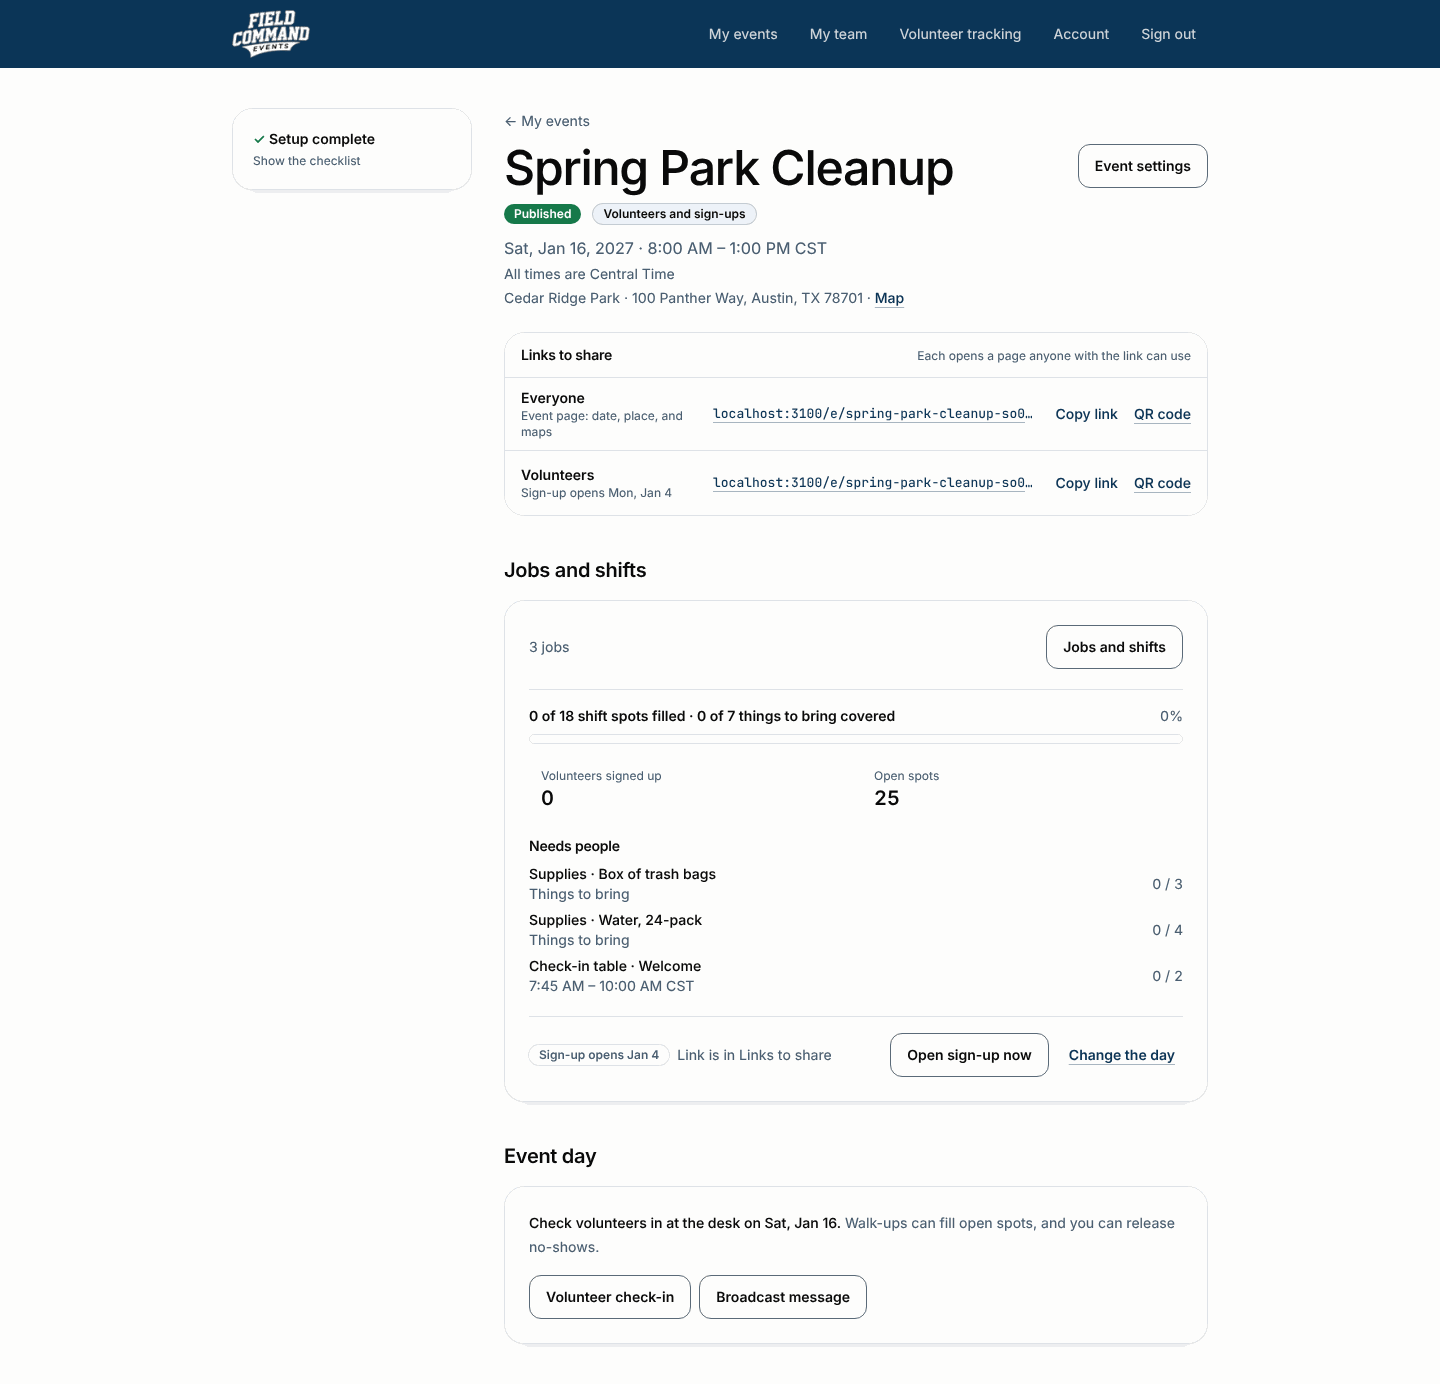 FIELD
COMMAND
EVENTS
My events
My team
Volunteer tracking
Account
Sign out
✓ Setup complete
Show the checklist
← My events
Spring Park Cleanup
Event settings
Published
Volunteers and sign-ups
Sat, Jan 16, 2027 · 8:00 AM – 1:00 PM CST
All times are Central Time
Cedar Ridge Park · 100 Panther Way, Austin, TX 78701 · Map
Links to share
Each opens a page anyone with the link can use
Everyone
Event page: date, place, and
maps
localhost:3100/e/spring-park-cleanup-so0…
Copy link
QR code
Volunteers
Sign-up opens Mon, Jan 4
localhost:3100/e/spring-park-cleanup-so0…
Copy link
QR code
Jobs and shifts
3 jobs
Jobs and shifts
0 of 18 shift spots filled · 0 of 7 things to bring covered
0%
Volunteers signed up
0
Open spots
25
Needs people
Supplies · Box of trash bags
Things to bring
0 / 3
Supplies · Water, 24-pack
Things to bring
0 / 4
Check-in table · Welcome
7:45 AM – 10:00 AM CST
0 / 2
Sign-up opens Jan 4
Link is in Links to share
Open sign-up now
Change the day
Event day
Check volunteers in at the desk on Sat, Jan 16. Walk-ups can fill open spots, and you can release
no-shows.
Volunteer check-in
Broadcast message